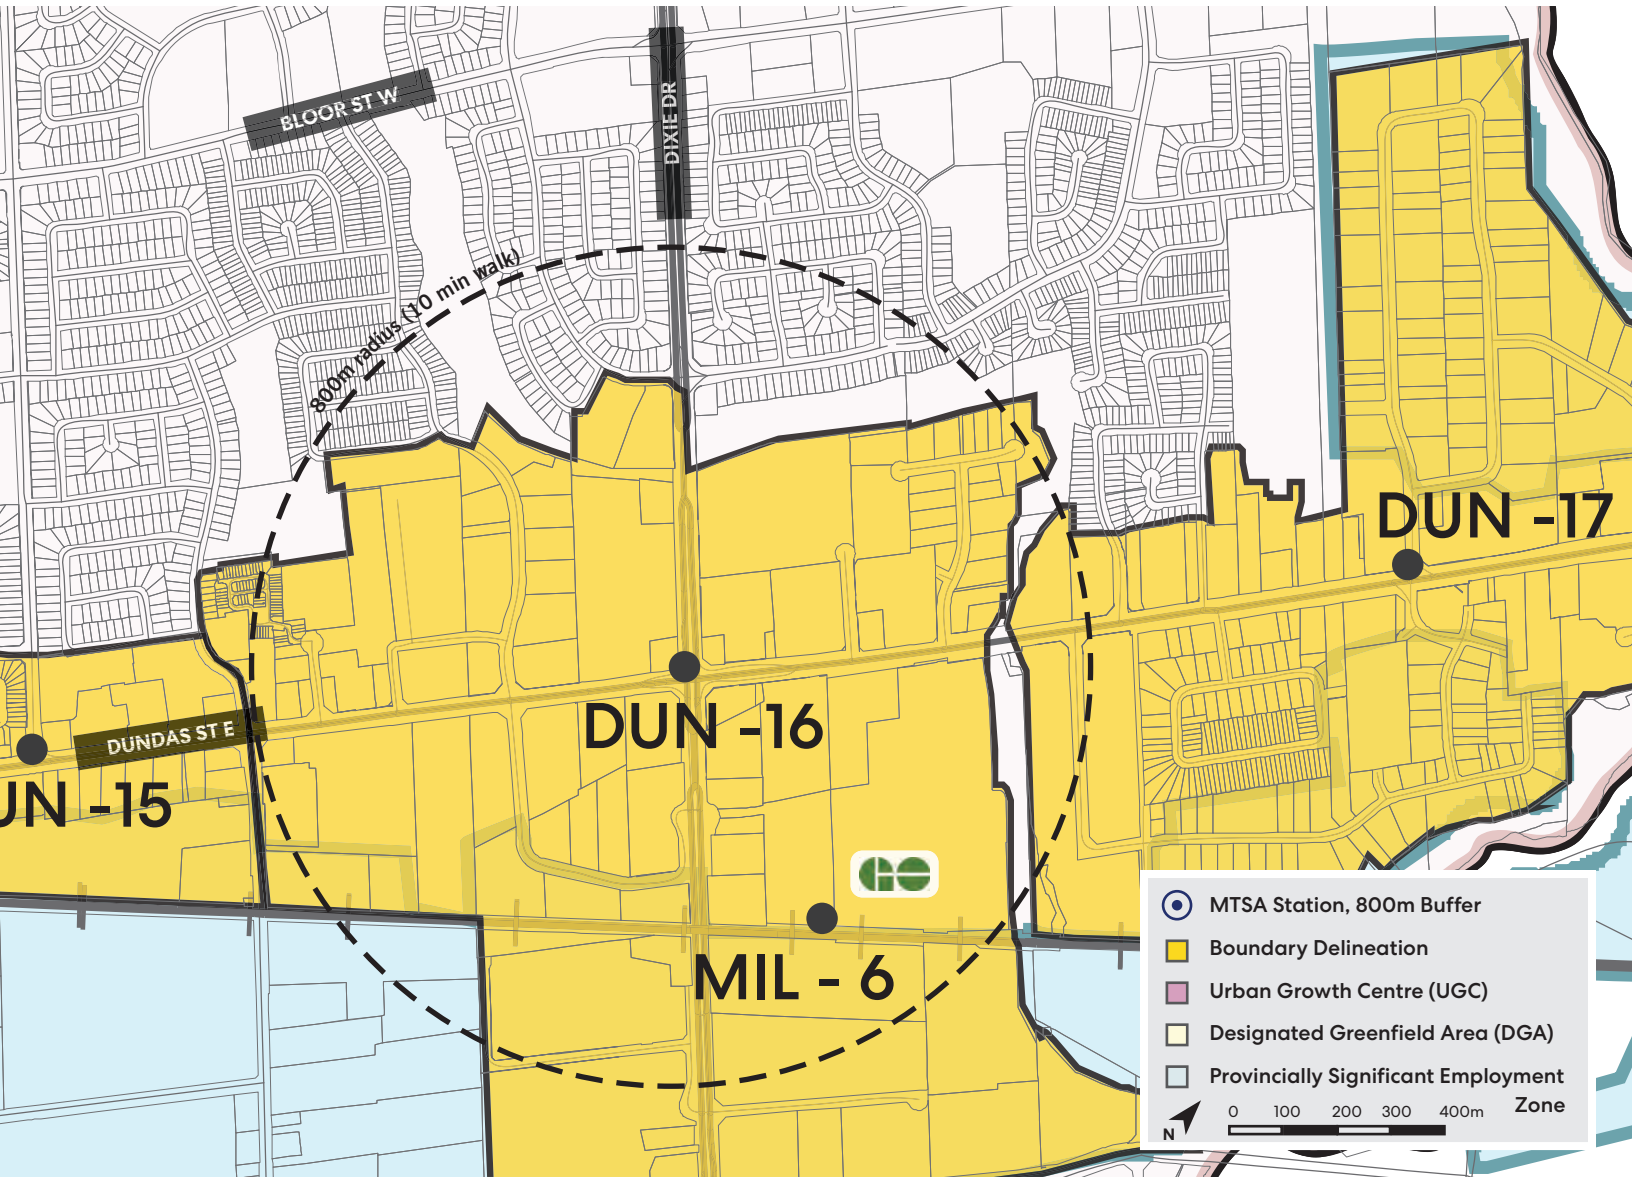 BLOOR ST W
DIXIE DR
800m radius (10 min walk)
DUN -17
DUN -16
DUNDAS ST E
UN -15
GO
MIL - 6
MTSA Station, 800m Buffer
Boundary Delineation
Urban Growth Centre (UGC)
Designated Greenfield Area (DGA)
Provincially Significant Employment
Zone
0 100 200 300 400m
N